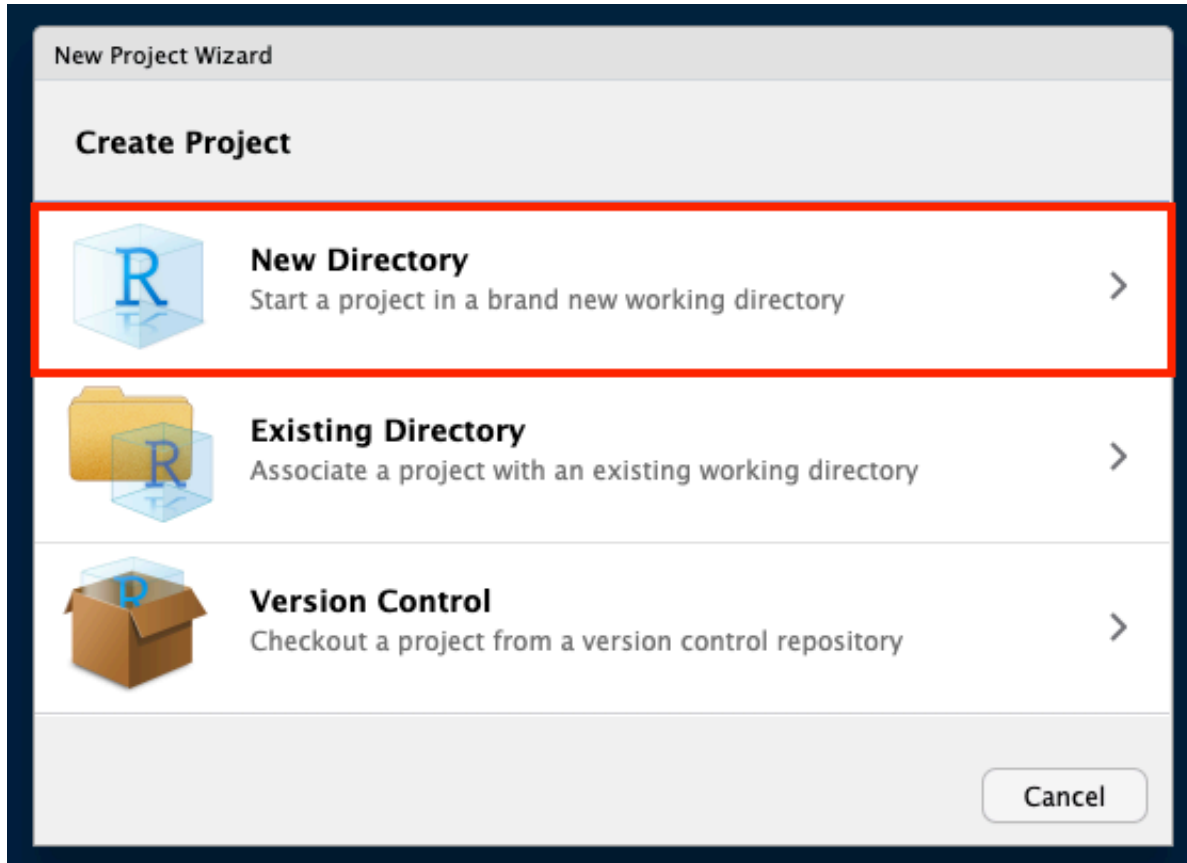 New Project Wizard
Create Project
R
New Directory
Start a project in a brand new working directory
R
Existing Directory
Associate a project with an existing working directory
R
Version Control
Checkout a project from a version control repository
Cancel